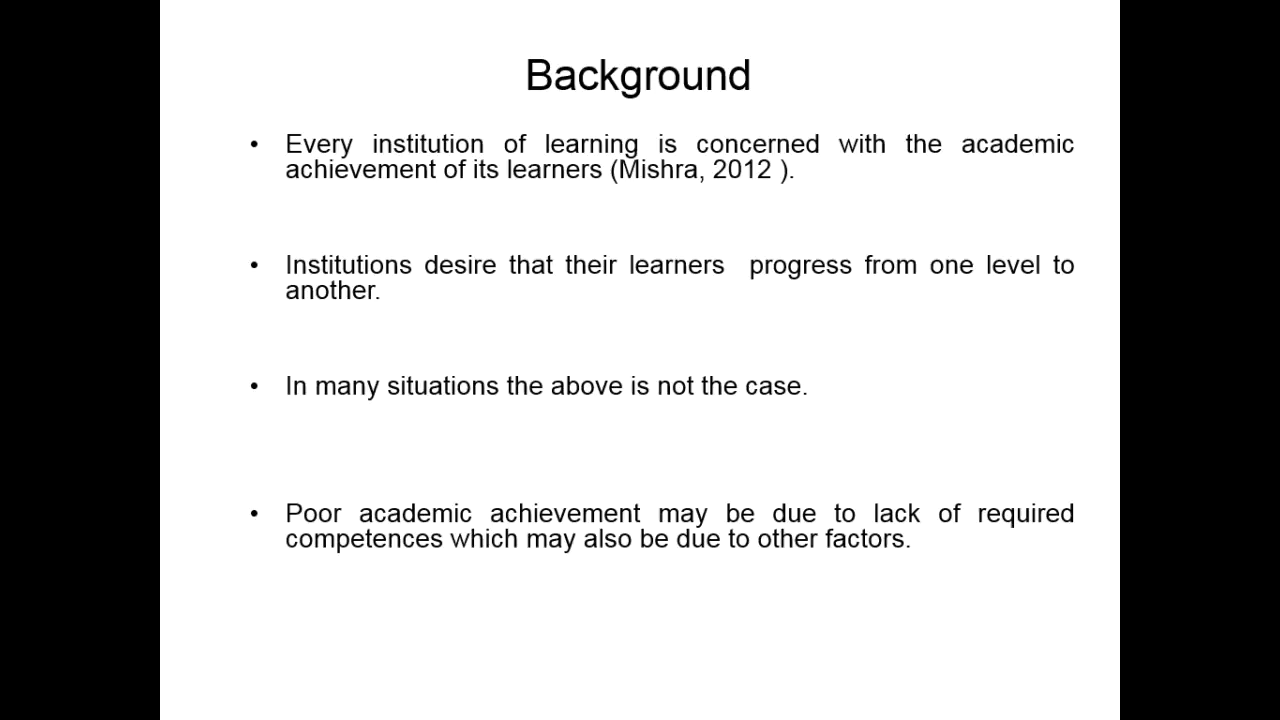 Background
• Every institution of learning is concerned with the academic
achievement of its learners (Mishra, 2012 ).
• Institutions desire that their learners  progress from one level to
another.
• In many situations the above is not the case.
• Poor academic achievement may be due to lack of required
competences which may also be due to other factors.